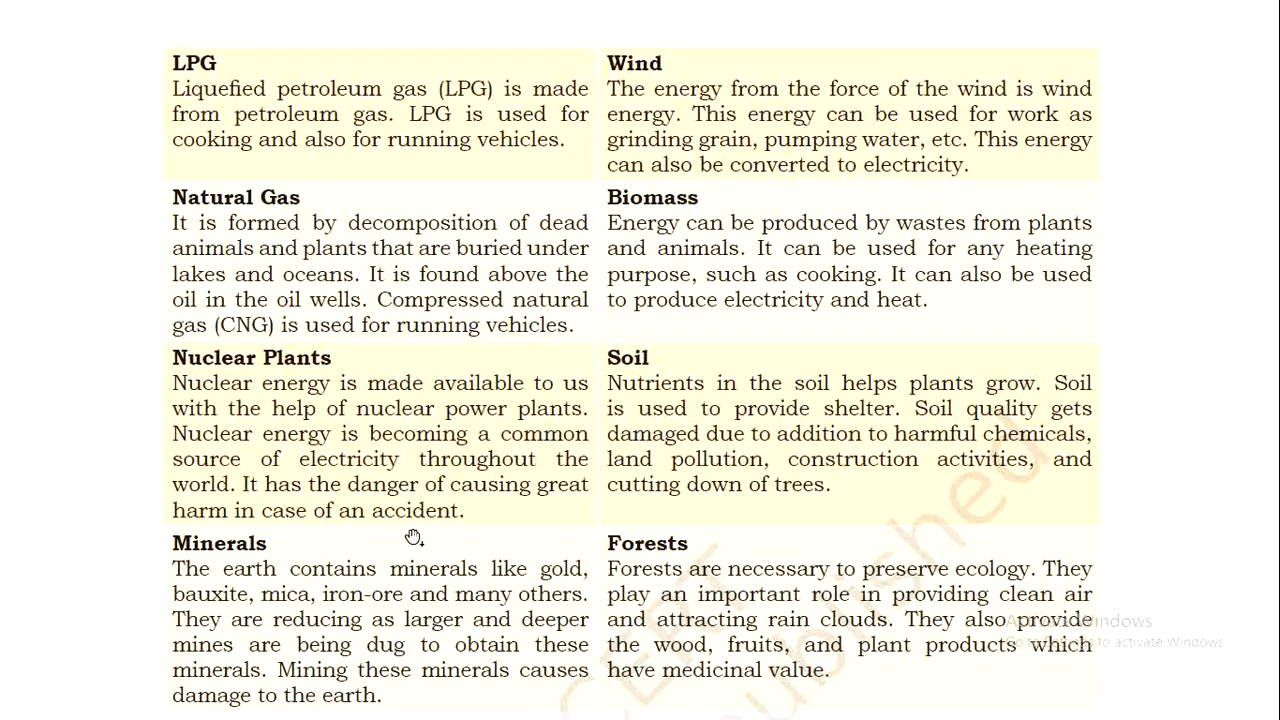 LPG
Liquefied petroleum gas (LPG) is made
from petroleum gas. LPG is used for
cooking and also for running vehicles.
Wind
The energy from the force of the wind is wind
energy. This energy can be used for work as
grinding grain, pumping water, etc. This energy
can also be converted to electricity.
Natural Gas
It is formed by decomposition of dead
animals and plants that are buried under
lakes and oceans. It is found above the
oil in the oil wells. Compressed natural
gas (CNG) is used for running vehicles.
Biomass
Energy can be produced by wastes from plants
and animals. It can be used for any heating
purpose, such as cooking. It can also be used
to produce electricity and heat.
Nuclear Plants
Nuclear energy is made available to us
with the help of nuclear power plants.
Nuclear energy is becoming a common
source of electricity throughout the
world. It has the danger of causing great
harm in case of an accident.
Soil
Nutrients in the soil helps plants grow. Soil
is used to provide shelter. Soil quality gets
damaged due to addition to harmful chemicals,
land pollution, construction activities, and
cutting down of trees.
Minerals
The earth contains minerals like gold,
bauxite, mica, iron-ore and many others.
They are reducing as larger and deeper
mines are being dug to obtain these
minerals. Mining these minerals causes
damage to the earth.
Forests
Forests are necessary to preserve ecology. They
play an important role in providing clean air
and attracting rain clouds. They also provide
the wood, fruits, and plant products which
have medicinal value.
Activate Windows
Go to Settings to activate Windows